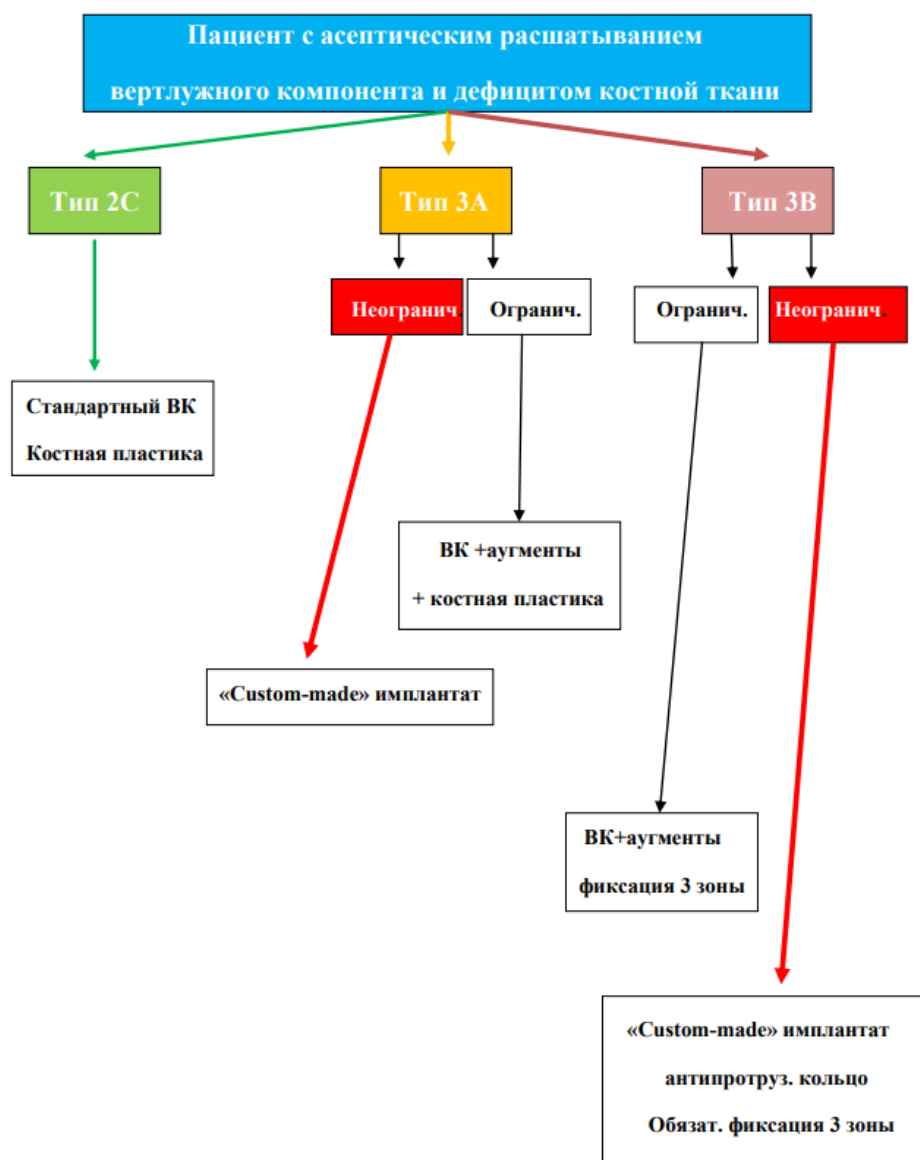 Пациент с асептическим расшатыванием
вертлужного компонента и дефицитом костной ткани
Тип 2С
Тип 3А
Тип 3В
Неогранич.
Огранич.
Огранич.
Неогранич.
Стандартный ВК
Костная пластика
ВК +аугменты
+ костная пластика
«Custom-made» имплантат
ВК+аугменты
фиксация 3 зоны
«Custom-made» имплантат
антипротруз. кольцо
Обязат. фиксация 3 зоны